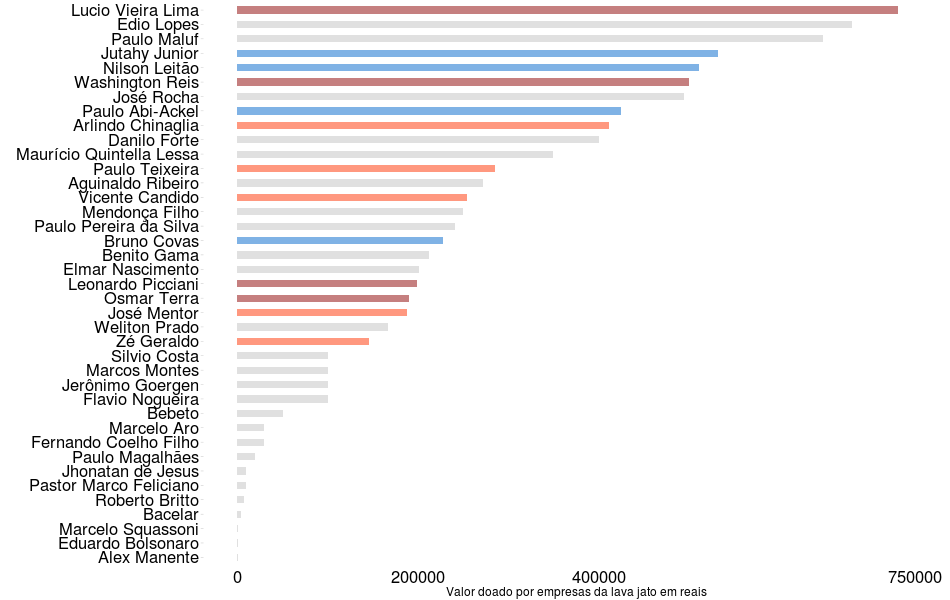 Lucio Vieira Lima
Edio Lopes
Paulo Maluf
Jutahy Junior
Nilson Leitão
Washington Reis
José Rocha
Paulo Abi-Ackel
Arlindo Chinaglia
Danilo Forte
Maurício Quintella Lessa
Paulo Teixeira
Aguinaldo Ribeiro
Vicente Candido
Mendonça Filho
Paulo Pereira da Silva
Bruno Covas
Benito Gama
Elmar Nascimento
Leonardo Picciani
Osmar Terra
José Mentor
Weliton Prado
Zé Geraldo
Silvio Costa
Marcos Montes
Jerônimo Goergen
Flavio Nogueira
Bebeto
Marcelo Aro
Fernando Coelho Filho
Paulo Magalhães
Jhonatan de Jesus
Pastor Marco Feliciano
Roberto Britto
Bacelar
Marcelo Squassoni
Eduardo Bolsonaro
Alex Manente
0 200000 400000 750000
Valor doado por empresas da lava jato em reais